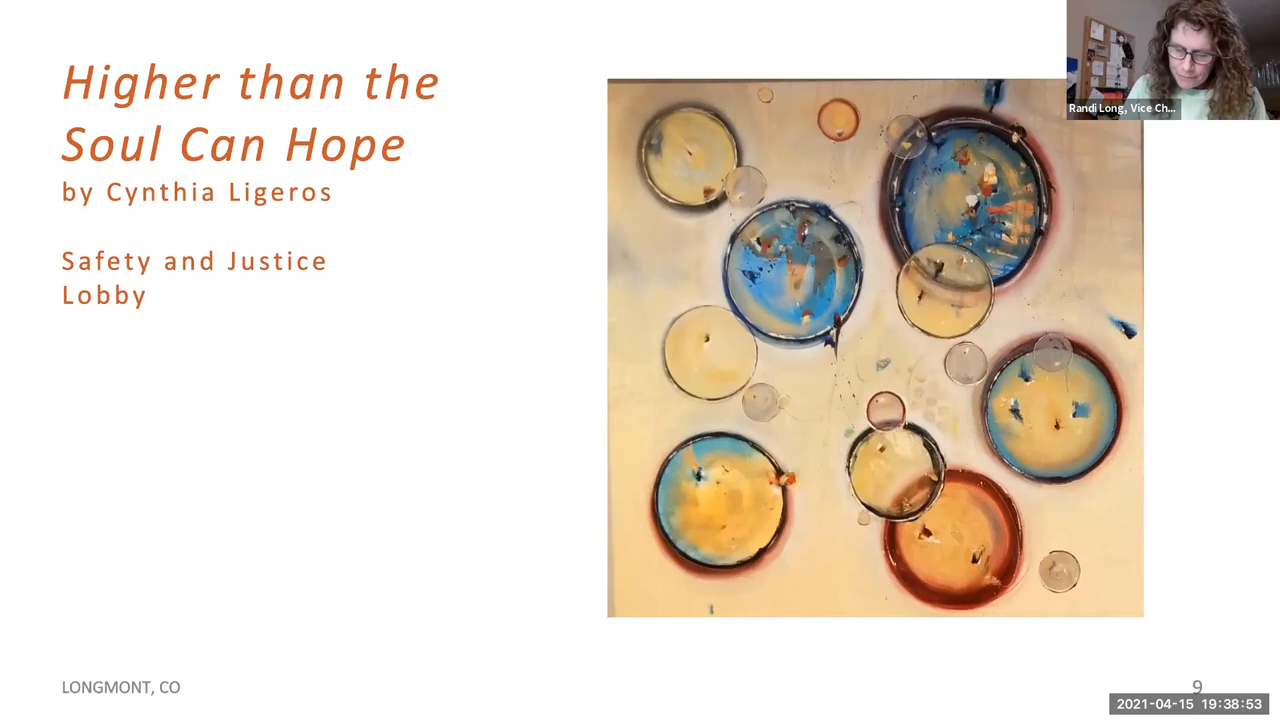 Higher than the
Soul Can Hope
by Cynthia Ligeros
Safety and Justice
Lobby
Randi Long, Vice Ch...
LONGMONT, CO
9
2021-04-15 19:38:53